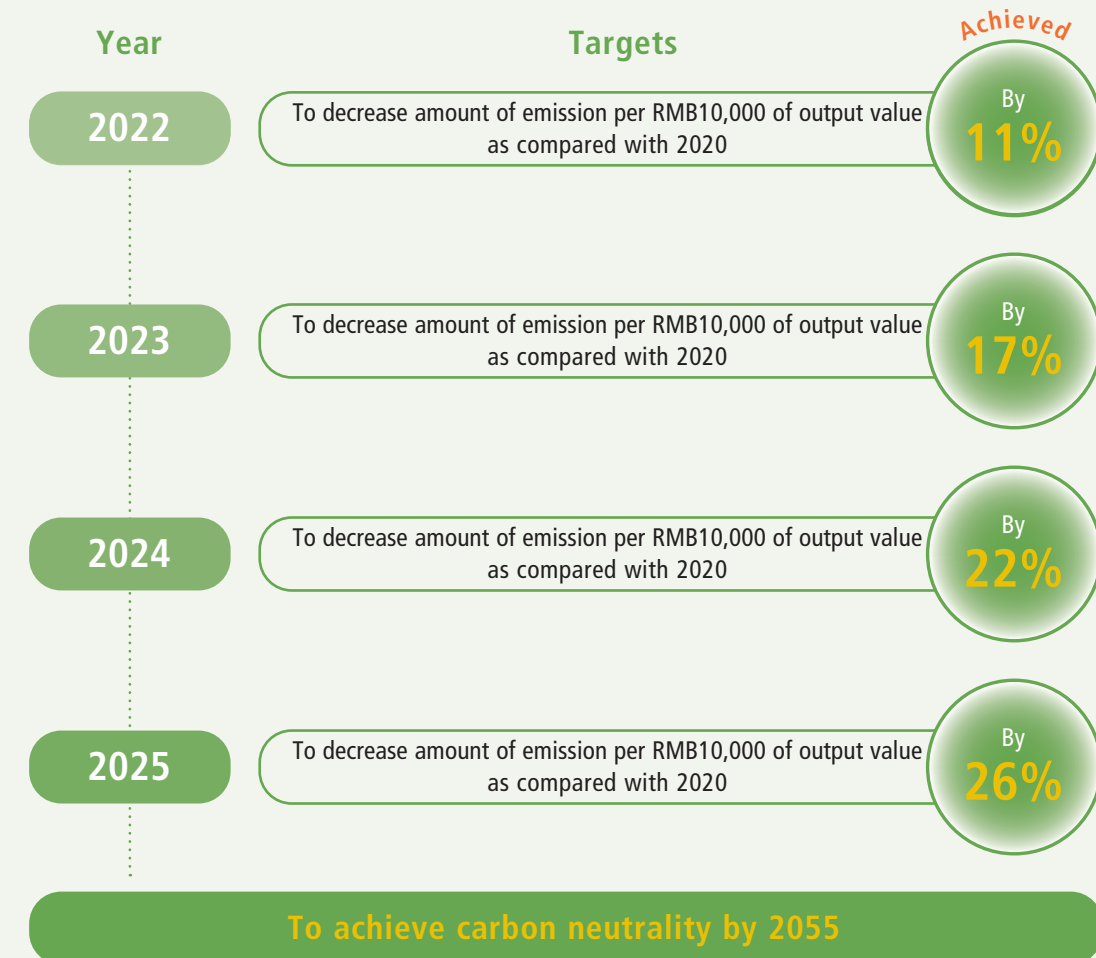 Year
Targets
Achieved
2022
To decrease amount of emission per RMB10,000 of output value
as compared with 2020
By
11%
2023
To decrease amount of emission per RMB10,000 of output value
as compared with 2020
By
17%
2024
To decrease amount of emission per RMB10,000 of output value
as compared with 2020
By
22%
2025
To decrease amount of emission per RMB10,000 of output value
as compared with 2020
By
26%
To achieve carbon neutrality by 2055